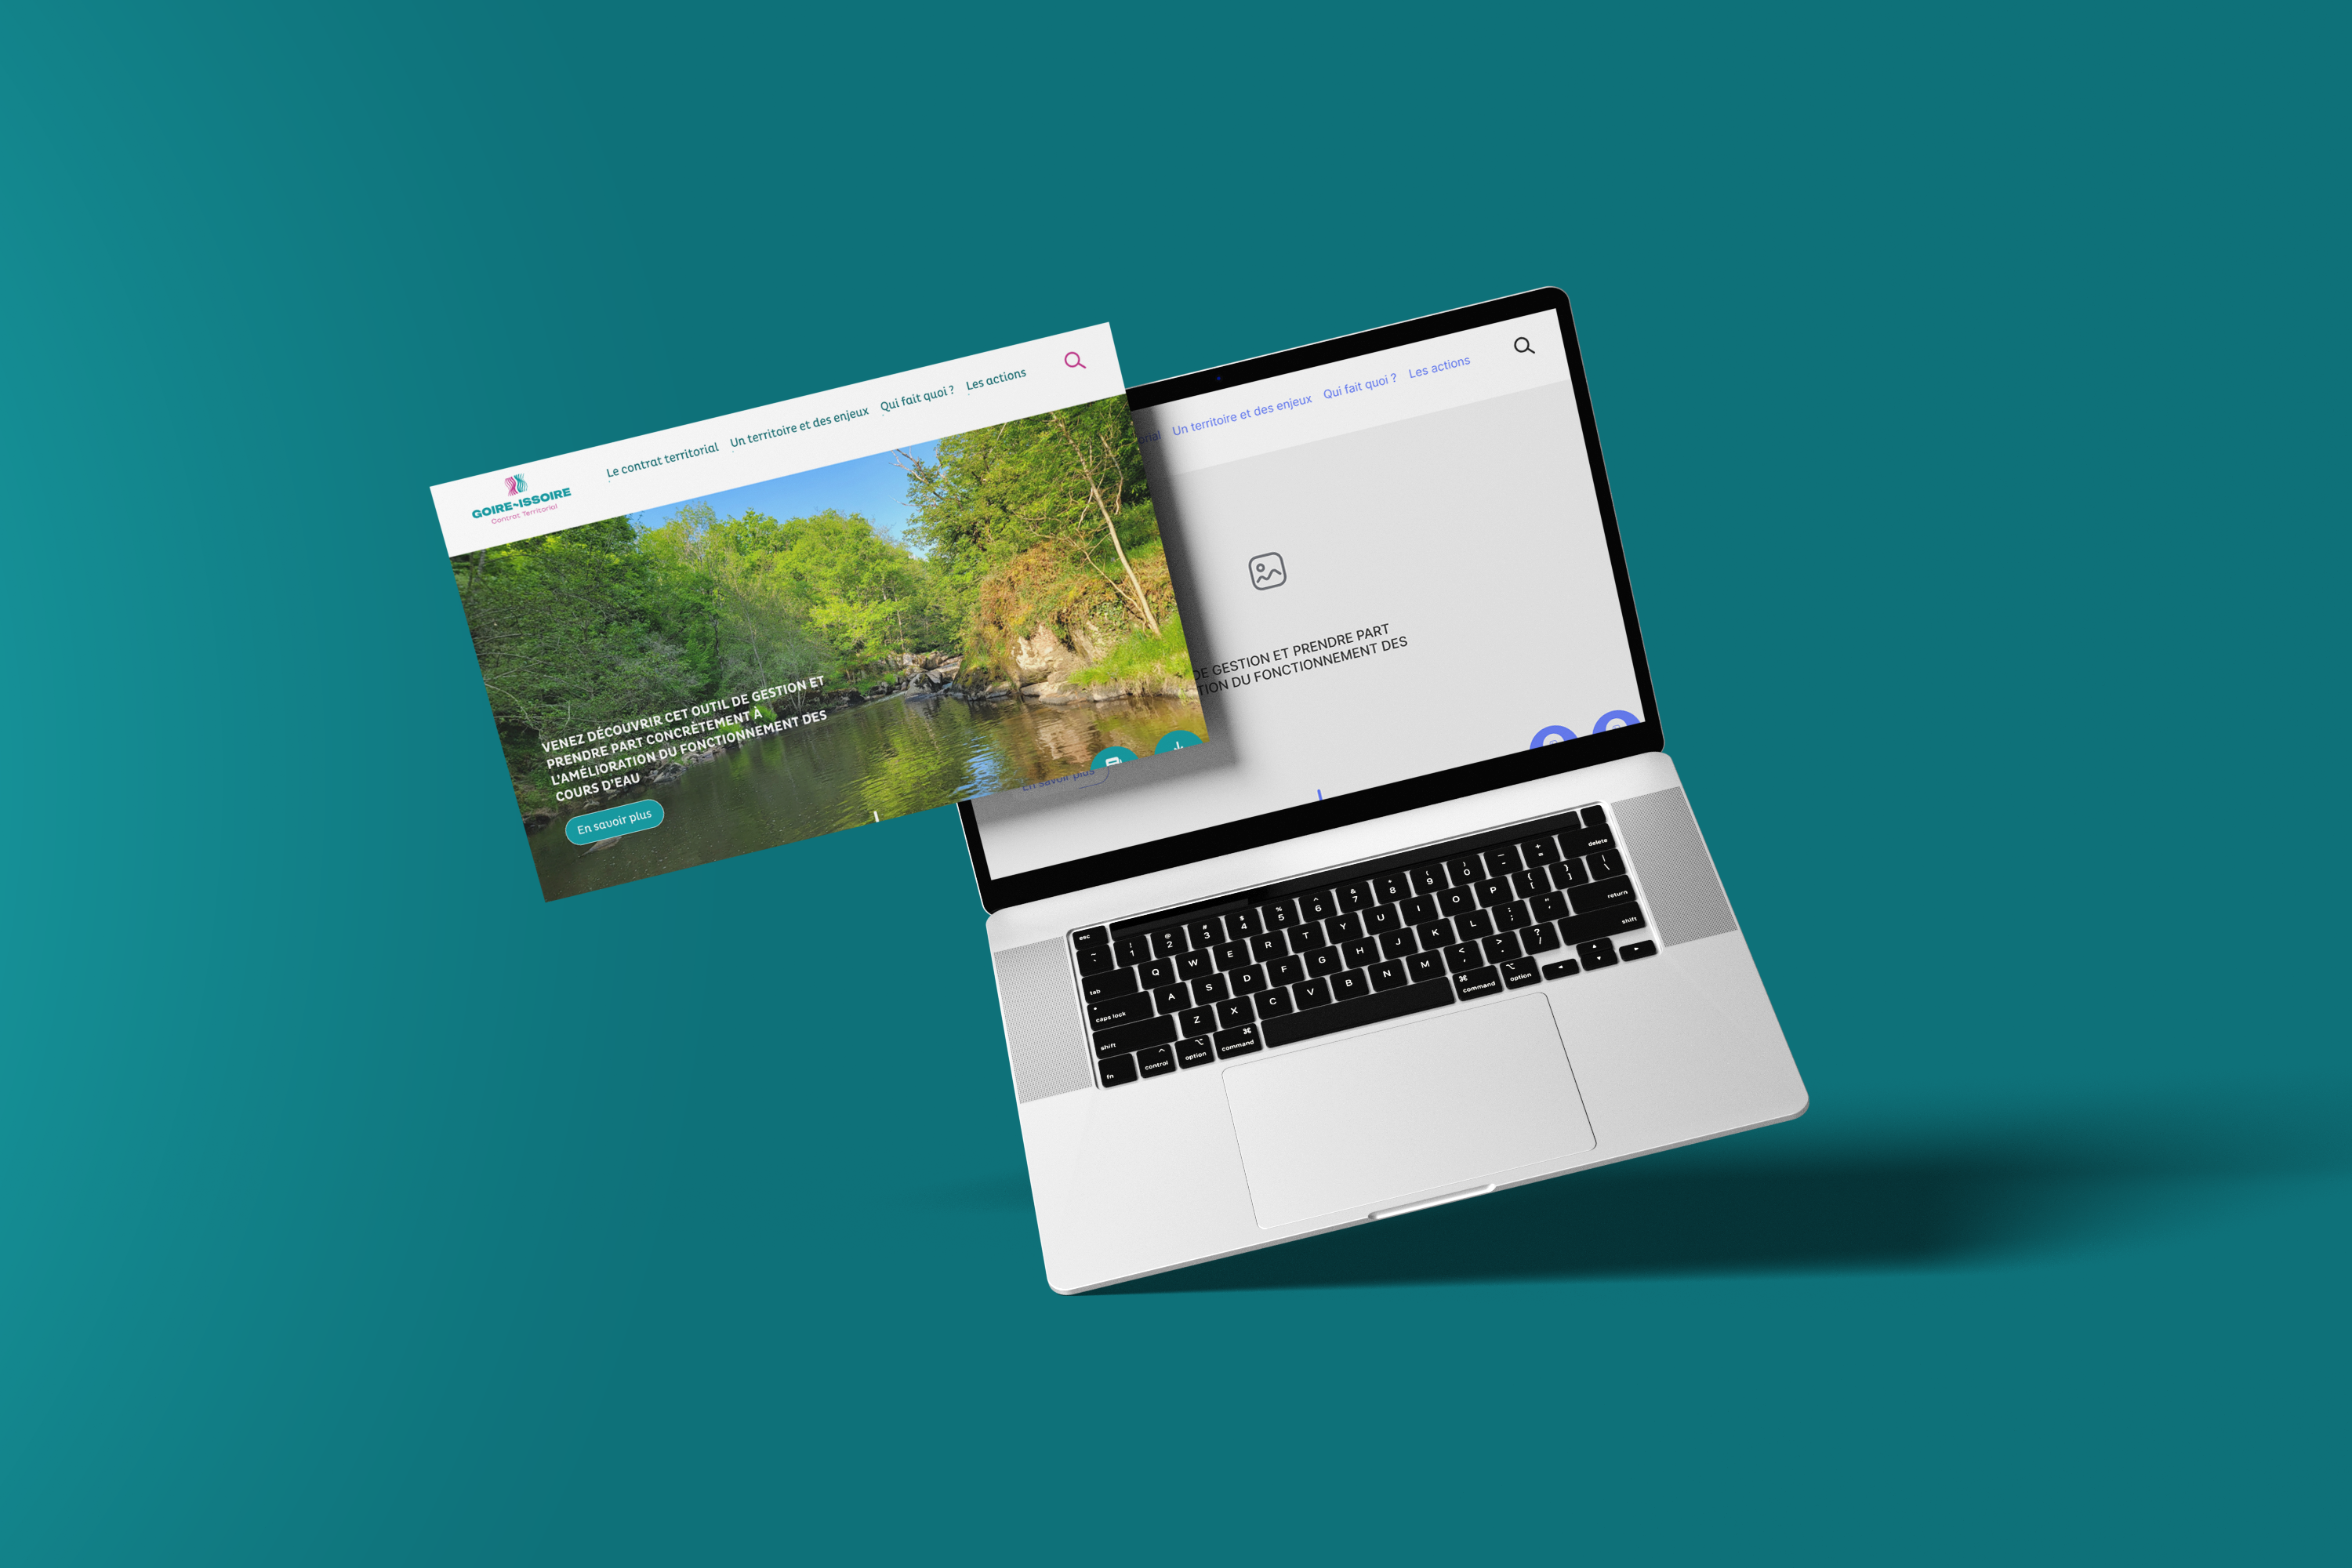 GOIRE~ISSOIRE
Contrat Territorial
Le contrat territorial Un territoire et des enjeux Qui fait quoi ? Les actions
VENEZ DÉCOUVRIR CET OUTIL DE GESTION ET
PRENDRE PART CONCRÈTEMENT À
L'AMÉLIORATION DU FONCTIONNEMENT DES
COURS D'EAU
En savoir plus
orial Un territoire et des enjeux Qui fait quoi ? Les actions
DE GESTION ET PRENDRE PART
TION DU FONCTIONNEMENT DES
En savoir plus
esc
~ ` ! 1 @ 2 # 3 $ 4 % 5 ^ 6 & 7 * 8 ( 9 ) 0 — - + = delete
tab Q W E R T Y U I O P { [ } ] | \
caps lock A S D F G H J K L : ; " ' return
shift Z X C V B N M < , > . ? / shift
fn ^ control ⌥ option ⌘ command ⌘ command ⌥ option ◀ ▲ ▼ ▶